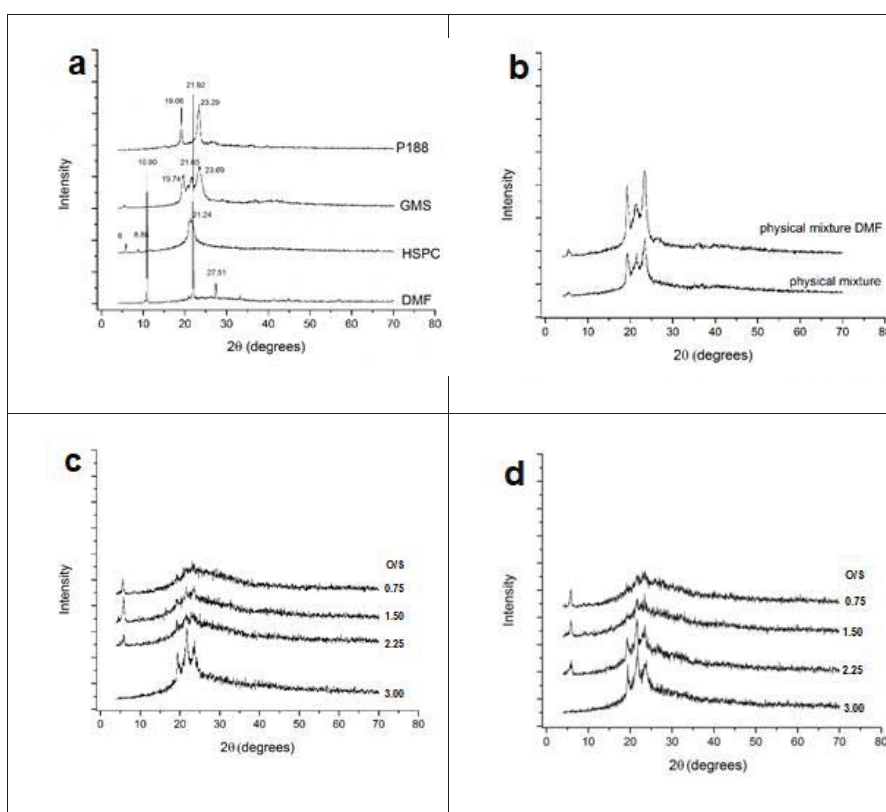 a
21.92
19.06
23.29
P188
10.90
21.65
19.74
23.69
GMS
21.24
6
HSPC
27.51
DMF
Intensity
0 10 20 30 40 50 60 70 80
2θ (degrees)
b
physical mixture DMF
physical mixture
Intensity
0 10 20 30 40 50 60 70 80
2θ (degrees)
c
O/S
0.75
1.50
2.25
3.00
Intensity
0 10 20 30 40 50 60 70 80
2θ (degrees)
d
O/S
0.75
1.50
2.25
3.00
Intensity
0 10 20 30 40 50 60 70 80
2θ (degrees)